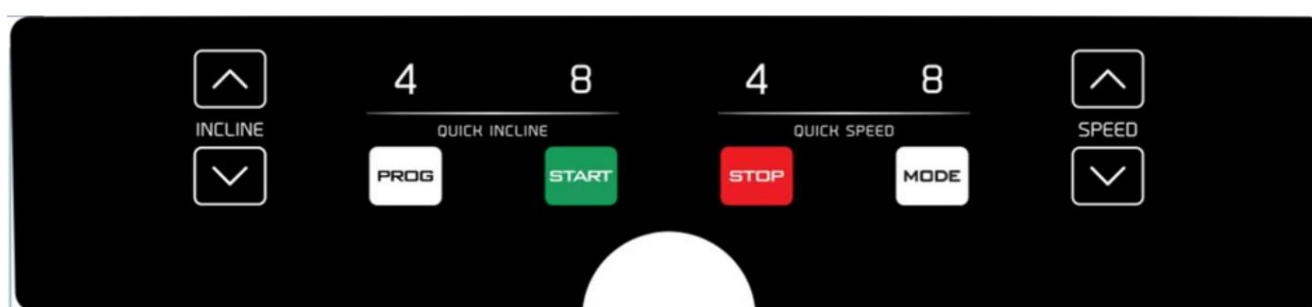 4 8 4 8
INCLINE QUICK INCLINE QUICK SPEED SPEED
PROG START STOP MODE